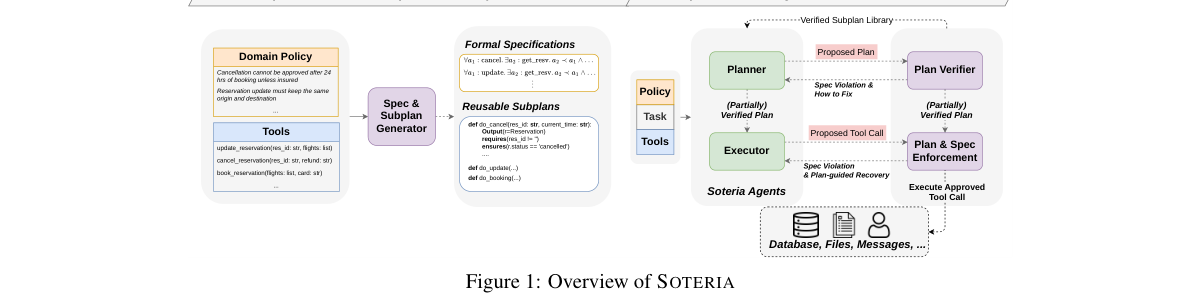 Domain Policy
Cancellation cannot be approved after 24
hrs of booking unless insured
Reservation update must keep the same
origin and destination
...
Tools
update_reservation(res_id: str, flights: list)
cancel_reservation(res_id: str, refund: str)
book_reservation(flights: list, card: str)
...
Spec &
Subplan
Generator
Formal Specifications
∀a₁ : cancel. ∃a₂ : get_resv. a₂ ≺ a₁ ∧ ...
∀a₁ : update. ∃a₂ : get_resv. a₂ ≺ a₁ ∧ ...
⋮
Reusable Subplans
def do_cancel(res_id: str, current_time: str):
Output(r=Reservation)
requires(res_id != '')
ensures(r.status == 'cancelled')
....
def do_update(...)
def do_booking(...)
Policy
Task
Tools
Verified Subplan Library
Planner
Proposed Plan
Plan Verifier
Spec Violation &
How to Fix
(Partially)
Verified Plan
(Partially)
Verified Plan
Executor
Proposed Tool Call
Plan & Spec
Enforcement
Spec Violation
& Plan-guided Recovery
Soteria Agents
Execute Approved
Tool Call
Database, Files, Messages, ...
Figure 1: Overview of SOTERIA